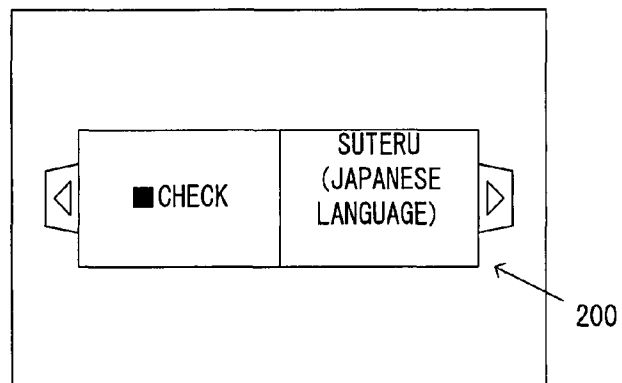 ■CHECK
SUTERU
(JAPANESE
LANGUAGE)
200